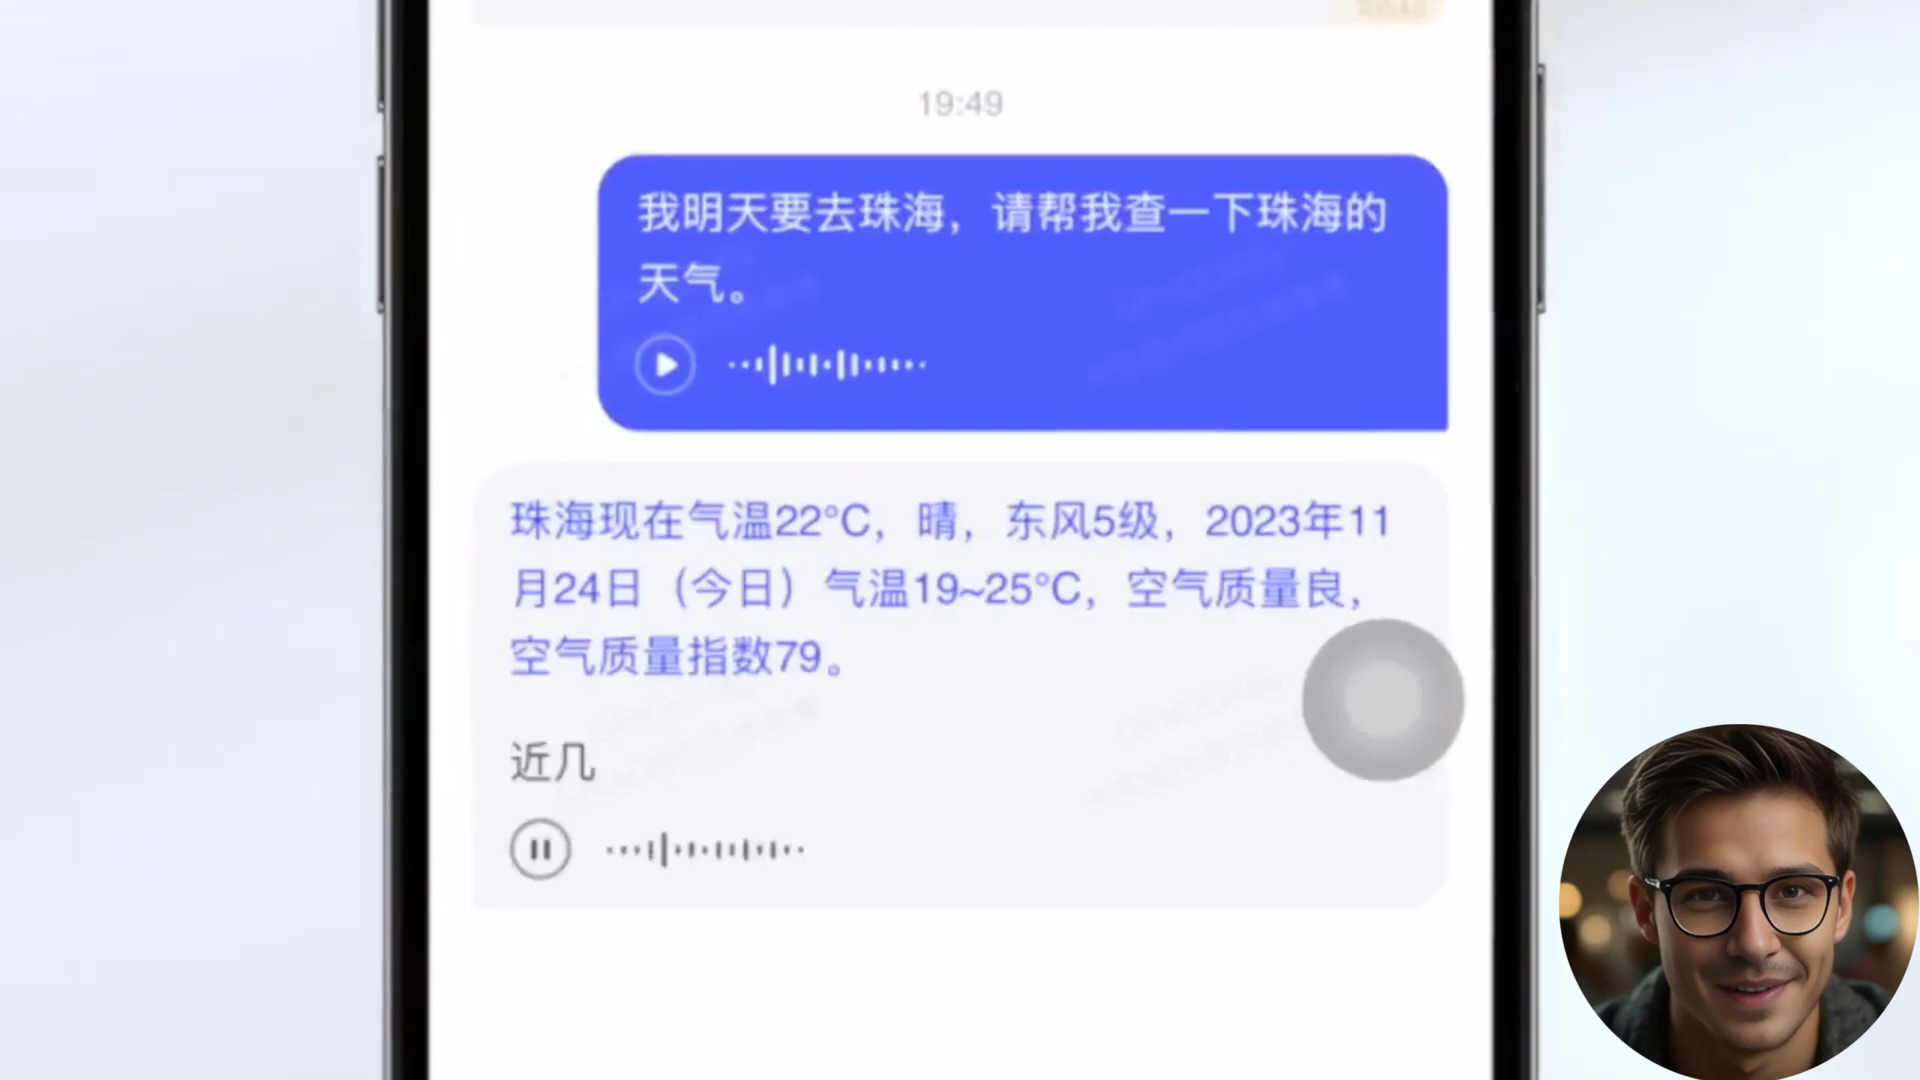 19:49
我明天要去珠海，请帮我查一下珠海的
天气。
珠海现在气温22°C，晴，东风5级，2023年11
月24日（今日）气温19~25°C，空气质量良，
空气质量指数79。
近几